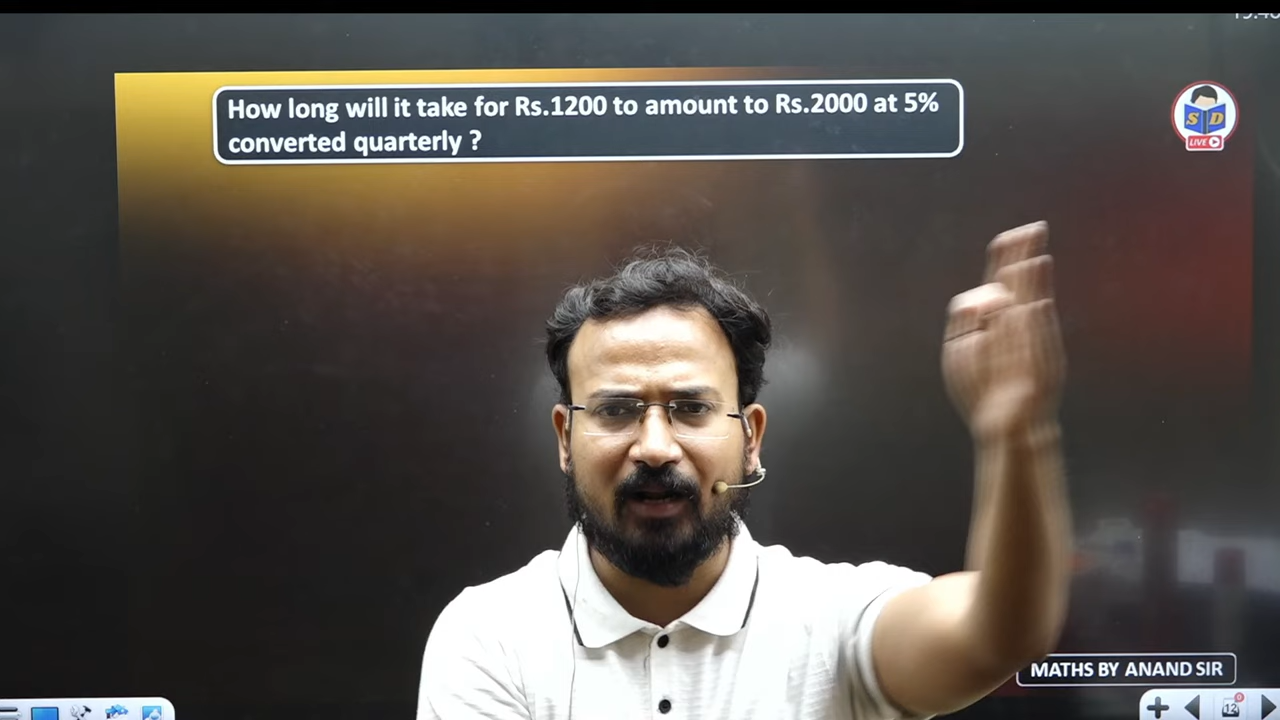 How long will it take for Rs.1200 to amount to Rs.2000 at 5%
converted quarterly ?
S D
LIVE
MATHS BY ANAND SIR
12